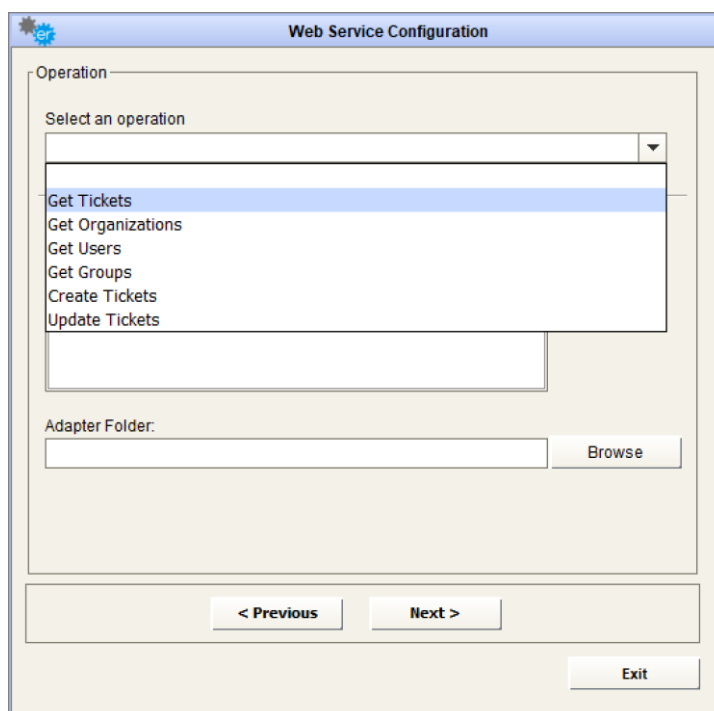 er
Web Service Configuration
Operation
Select an operation
Get Tickets
Get Organizations
Get Users
Get Groups
Create Tickets
Update Tickets
Adapter Folder:
Browse
< Previous Next >
Exit